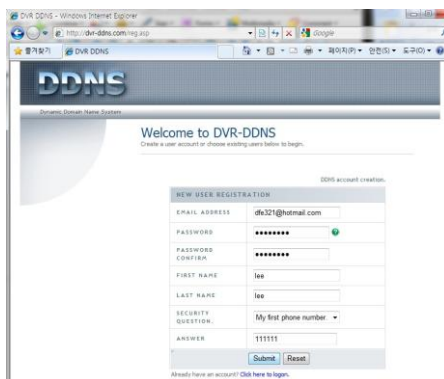 DVR DDNS - Windows Internet Explorer
http://dvr-ddns.com/reg.asp
Google
즐겨찾기
DVR DDNS
페이지(P)
안전(S)
도구(O)
DDNS
Dynamic Domain Name System
Welcome to DVR-DDNS
Create a user account or choose existing users below to begin.
DDNS account creation.
NEW USER REGISTRATION
EMAIL ADDRESS dfe321@hotmail.com
PASSWORD ••••••••
PASSWORD CONFIRM ••••••••
FIRST NAME lee
LAST NAME lee
SECURITY QUESTION. My first phone number.
ANSWER 111111
Submit Reset
Already have an account? Click here to logon.